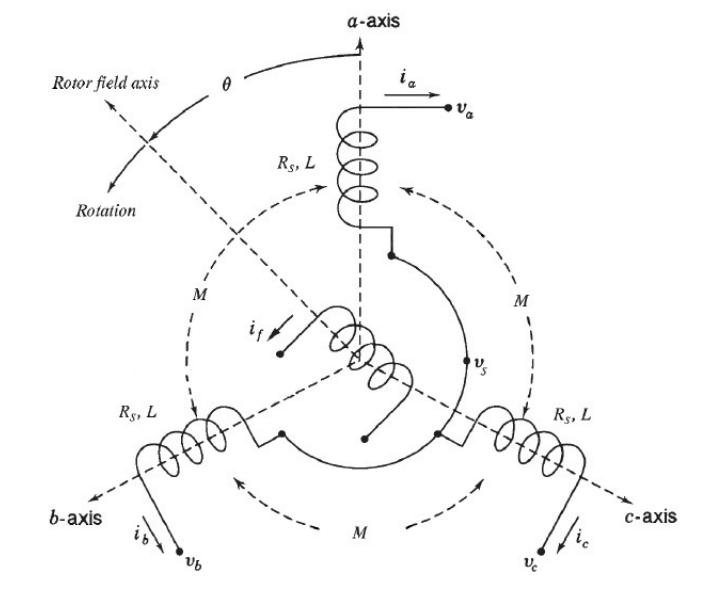 a-axis
Rotor field axis
θ
i_a
v_a
R_s, L
Rotation
M
M
i_f
v_s
R_s, L
R_s, L
b-axis
c-axis
i_b
M
i_c
v_b
v_c